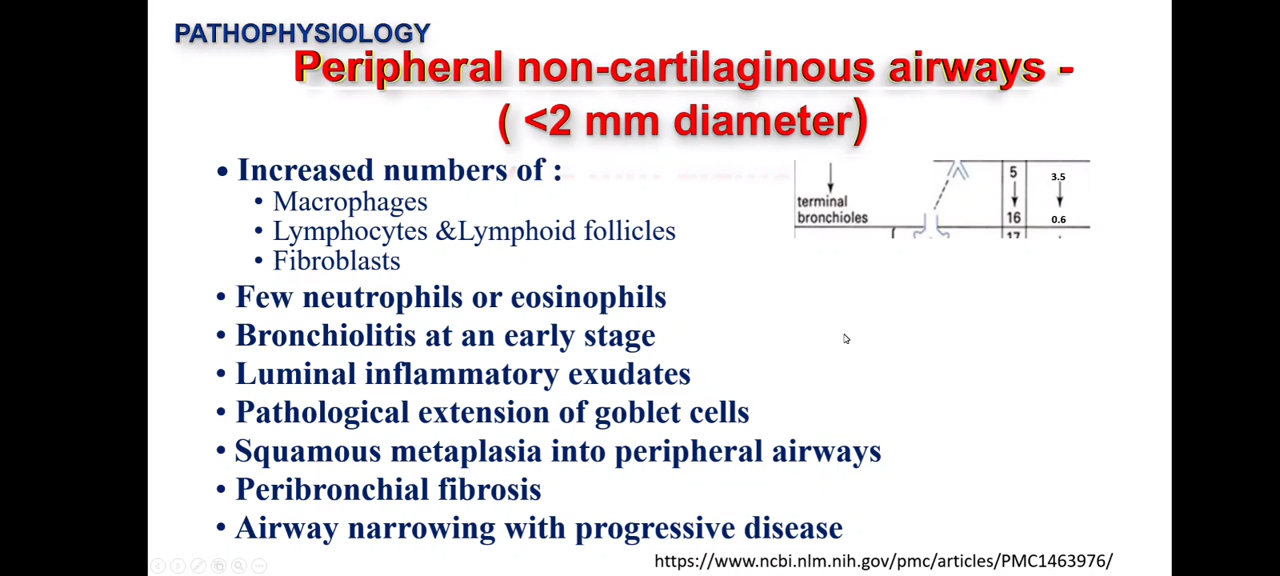 PATHOPHYSIOLOGY
Peripheral non-cartilaginous airways -
( <2 mm diameter)
• Increased numbers of :
• Macrophages
• Lymphocytes &Lymphoid follicles
• Fibroblasts
• Few neutrophils or eosinophils
• Bronchiolitis at an early stage
• Luminal inflammatory exudates
• Pathological extension of goblet cells
• Squamous metaplasia into peripheral airways
• Peribronchial fibrosis
• Airway narrowing with progressive disease
5 3.5
terminal
bronchioles 16 0.6
17
https://www.ncbi.nlm.nih.gov/pmc/articles/PMC1463976/